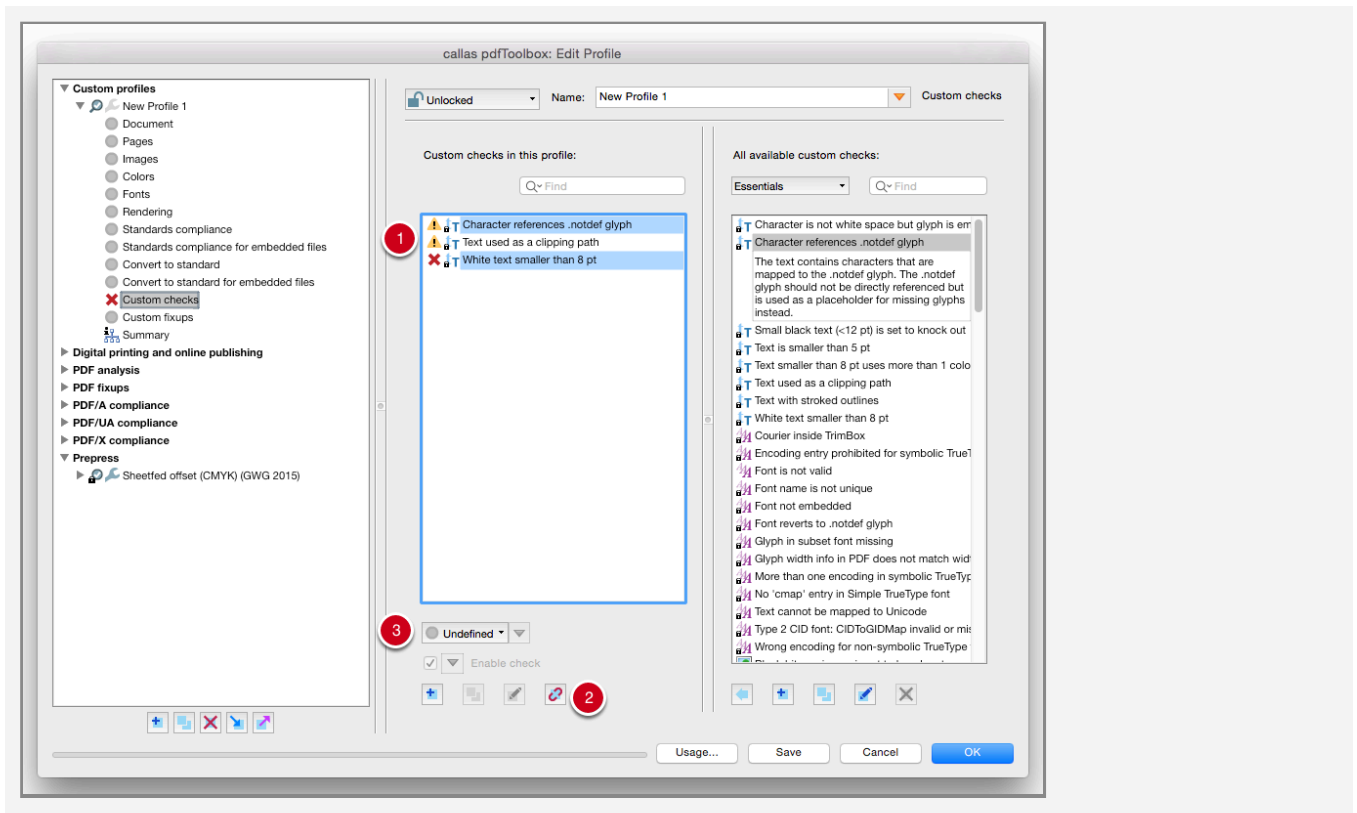 callas pdfToolbox: Edit Profile
Custom profiles
New Profile 1
Document
Pages
Images
Colors
Fonts
Rendering
Standards compliance
Standards compliance for embedded files
Convert to standard
Convert to standard for embedded files
Custom checks
Custom fixups
Summary
Digital printing and online publishing
PDF analysis
PDF fixups
PDF/A compliance
PDF/UA compliance
PDF/X compliance
Prepress
Sheetfed offset (CMYK) (GWG 2015)
Unlocked
Name:
New Profile 1
Custom checks
Custom checks in this profile:
Find
1
Character references .notdef glyph
Text used as a clipping path
White text smaller than 8 pt
3
Undefined
Enable check
2
All available custom checks:
Essentials
Find
Character is not white space but glyph is em
Character references .notdef glyph
The text contains characters that are
mapped to the .notdef glyph. The .notdef
glyph should not be directly referenced but
is used as a placeholder for missing glyphs
instead.
Small black text (<12 pt) is set to knock out
Text is smaller than 5 pt
Text smaller than 8 pt uses more than 1 colo
Text used as a clipping path
Text with stroked outlines
White text smaller than 8 pt
Courier inside TrimBox
Encoding entry prohibited for symbolic TrueT
Font is not valid
Font name is not unique
Font not embedded
Font reverts to .notdef glyph
Glyph in subset font missing
Glyph width info in PDF does not match widt
More than one encoding in symbolic TrueTyp
No 'cmap' entry in Simple TrueType font
Text cannot be mapped to Unicode
Type 2 CID font: CIDToGIDMap invalid or mis
Wrong encoding for non-symbolic TrueType
Usage...
Save
Cancel
OK